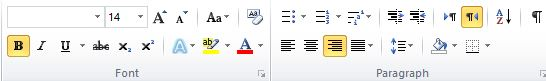 14 A A Aa
B I U abc X₂ X² A ab A
Font Paragraph